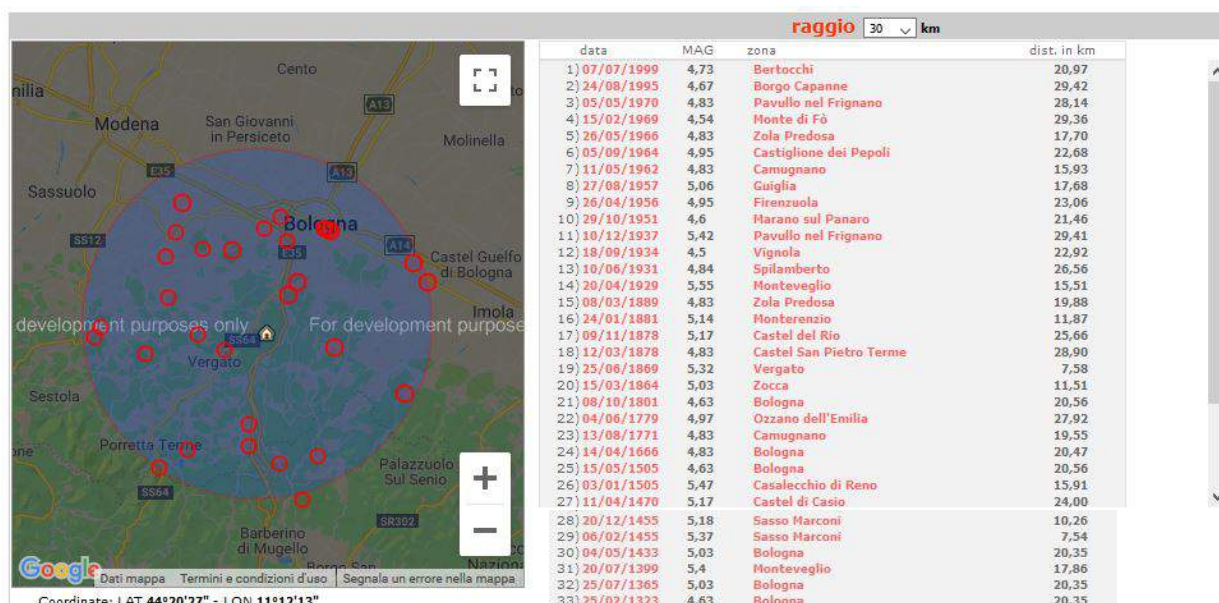 raggio 30 km
Cento
nilia
A13
Modena
San Giovanni
in Persiceto
Molinella
E35
A13
Sassuolo
Bologna
SS12
E35
A14
Castel Guelfo
di Bologna
Imola
development purposes only
For development purpose
SS64
Vergato
Sestola
Porretta Terme
Palazzuolo
Sul Senio
SS64
SR302
Barberino
di Mugello
Google
Dati mappa Termini e condizioni d'uso Segnala un errore nella mappa
Coordinate: LAT 44°20'27" - LON 11°12'13"
data MAG zona dist. in km
1) 07/07/1999 4,73 Bertocchi 20,97
2) 24/08/1995 4,67 Borgo Capanne 29,42
3) 05/05/1970 4,83 Pavullo nel Frignano 28,14
4) 15/02/1969 4,54 Monte di Fò 29,36
5) 26/05/1966 4,83 Zola Predosa 17,70
6) 05/09/1964 4,95 Castiglione dei Pepoli 22,68
7) 11/05/1962 4,83 Camugnano 15,93
8) 27/08/1957 5,06 Guiglia 17,68
9) 26/04/1956 4,95 Firenzuola 23,06
10) 29/10/1951 4,6 Marano sul Panaro 21,46
11) 10/12/1937 5,42 Pavullo nel Frignano 29,41
12) 18/09/1934 4,5 Vignola 22,92
13) 10/06/1931 4,84 Spilamberto 26,56
14) 20/04/1929 5,55 Monteveglio 15,51
15) 08/03/1889 4,83 Zola Predosa 19,88
16) 24/01/1881 5,14 Monterenzio 11,87
17) 09/11/1878 5,17 Castel del Rio 25,66
18) 12/03/1878 4,83 Castel San Pietro Terme 28,90
19) 25/06/1869 5,32 Vergato 7,58
20) 15/03/1864 5,03 Zocca 11,51
21) 08/10/1801 4,63 Bologna 20,56
22) 04/06/1779 4,97 Ozzano dell'Emilia 27,92
23) 13/08/1771 4,83 Camugnano 19,55
24) 14/04/1666 4,83 Bologna 20,47
25) 15/05/1505 4,63 Bologna 20,56
26) 03/01/1505 5,47 Casalecchio di Reno 15,91
27) 11/04/1470 5,17 Castel di Casio 24,00
28) 20/12/1455 5,18 Sasso Marconi 10,26
29) 06/02/1455 5,37 Sasso Marconi 7,54
30) 04/05/1433 5,03 Bologna 20,35
31) 20/07/1399 5,4 Monteveglio 17,86
32) 25/07/1365 5,03 Bologna 20,35
33) 25/02/1323 4,63 Bologna 20,35